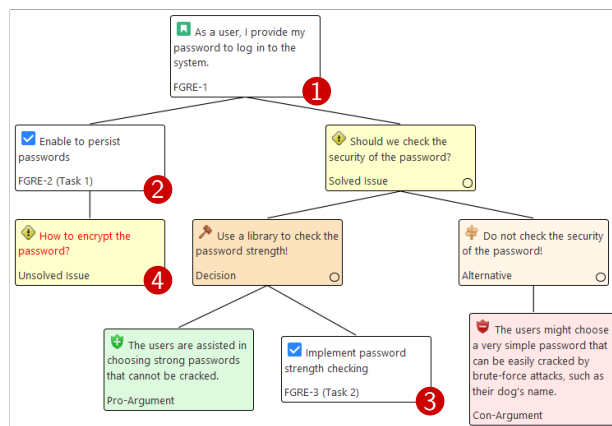 As a user, I provide my
password to log in to the
system.
FGRE-1
1
Enable to persist
passwords
FGRE-2 (Task 1)
2
Should we check the
security of the password?
Solved Issue
How to encrypt the
password?
Unsolved Issue
4
Use a library to check the
password strength!
Decision
Do not check the security
of the password!
Alternative
The users are assisted in
choosing strong passwords
that cannot be cracked.
Pro-Argument
Implement password
strength checking
FGRE-3 (Task 2)
3
The users might choose
a very simple password that
can be easily cracked by
brute-force attacks, such as
their dog's name.
Con-Argument